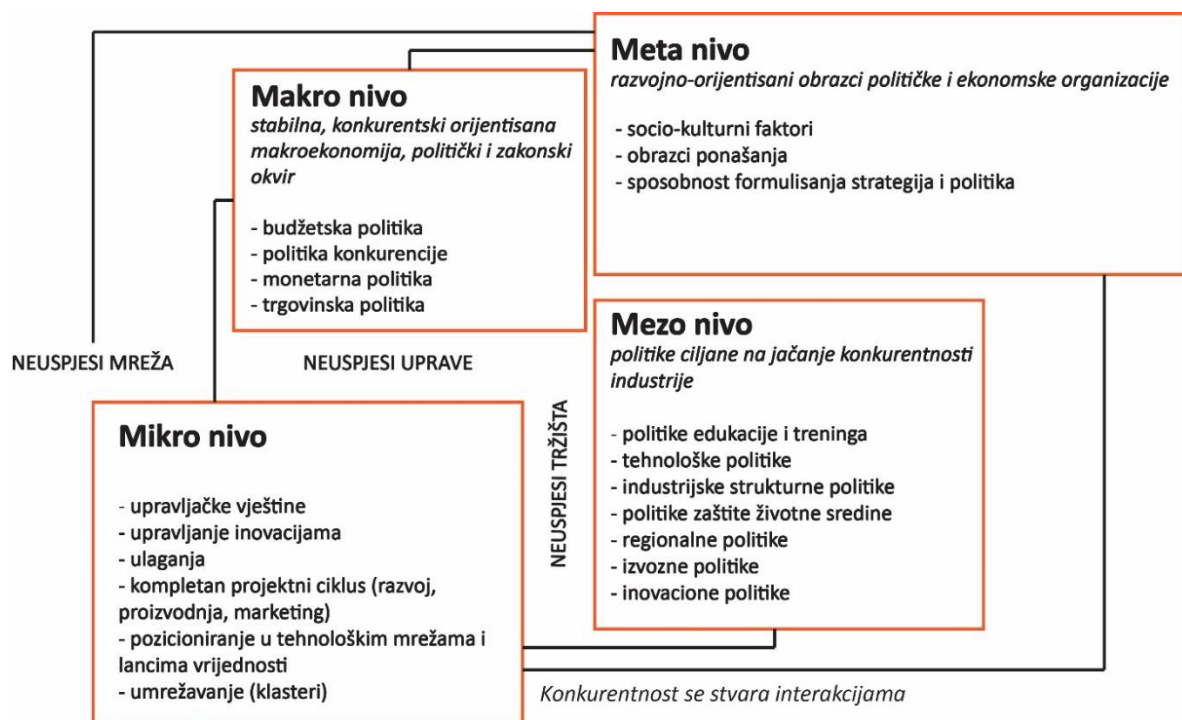 Meta nivo
razvojno-orijentisani obrazci političke i ekonomske organizacije
- socio-kulturni faktori
- obrazci ponašanja
- sposobnost formulisanja strategija i politika
Makro nivo
stabilna, konkurentski orijentisana
makroekonomija, politički i zakonski
okvir
- budžetska politika
- politika konkurencije
- monetarna politika
- trgovinska politika
NEUSPJESI MREŽA
NEUSPJESI UPRAVE
Mezo nivo
politike ciljane na jačanje konkurentnosti
industrije
- politike edukacije i treninga
- tehnološke politike
- industrijske strukturne politike
- politike zaštite životne sredine
- regionalne politike
- izvozne politike
- inovacione politike
NEUSPJESI TRŽIŠTA
Mikro nivo
- upravljačke vještine
- upravljanje inovacijama
- ulaganja
- kompletan projektni ciklus (razvoj,
proizvodnja, marketing)
- pozicioniranje u tehnološkim mrežama i
lancima vrijednosti
- umrežavanje (klasteri)
Konkurentnost se stvara interakcijama